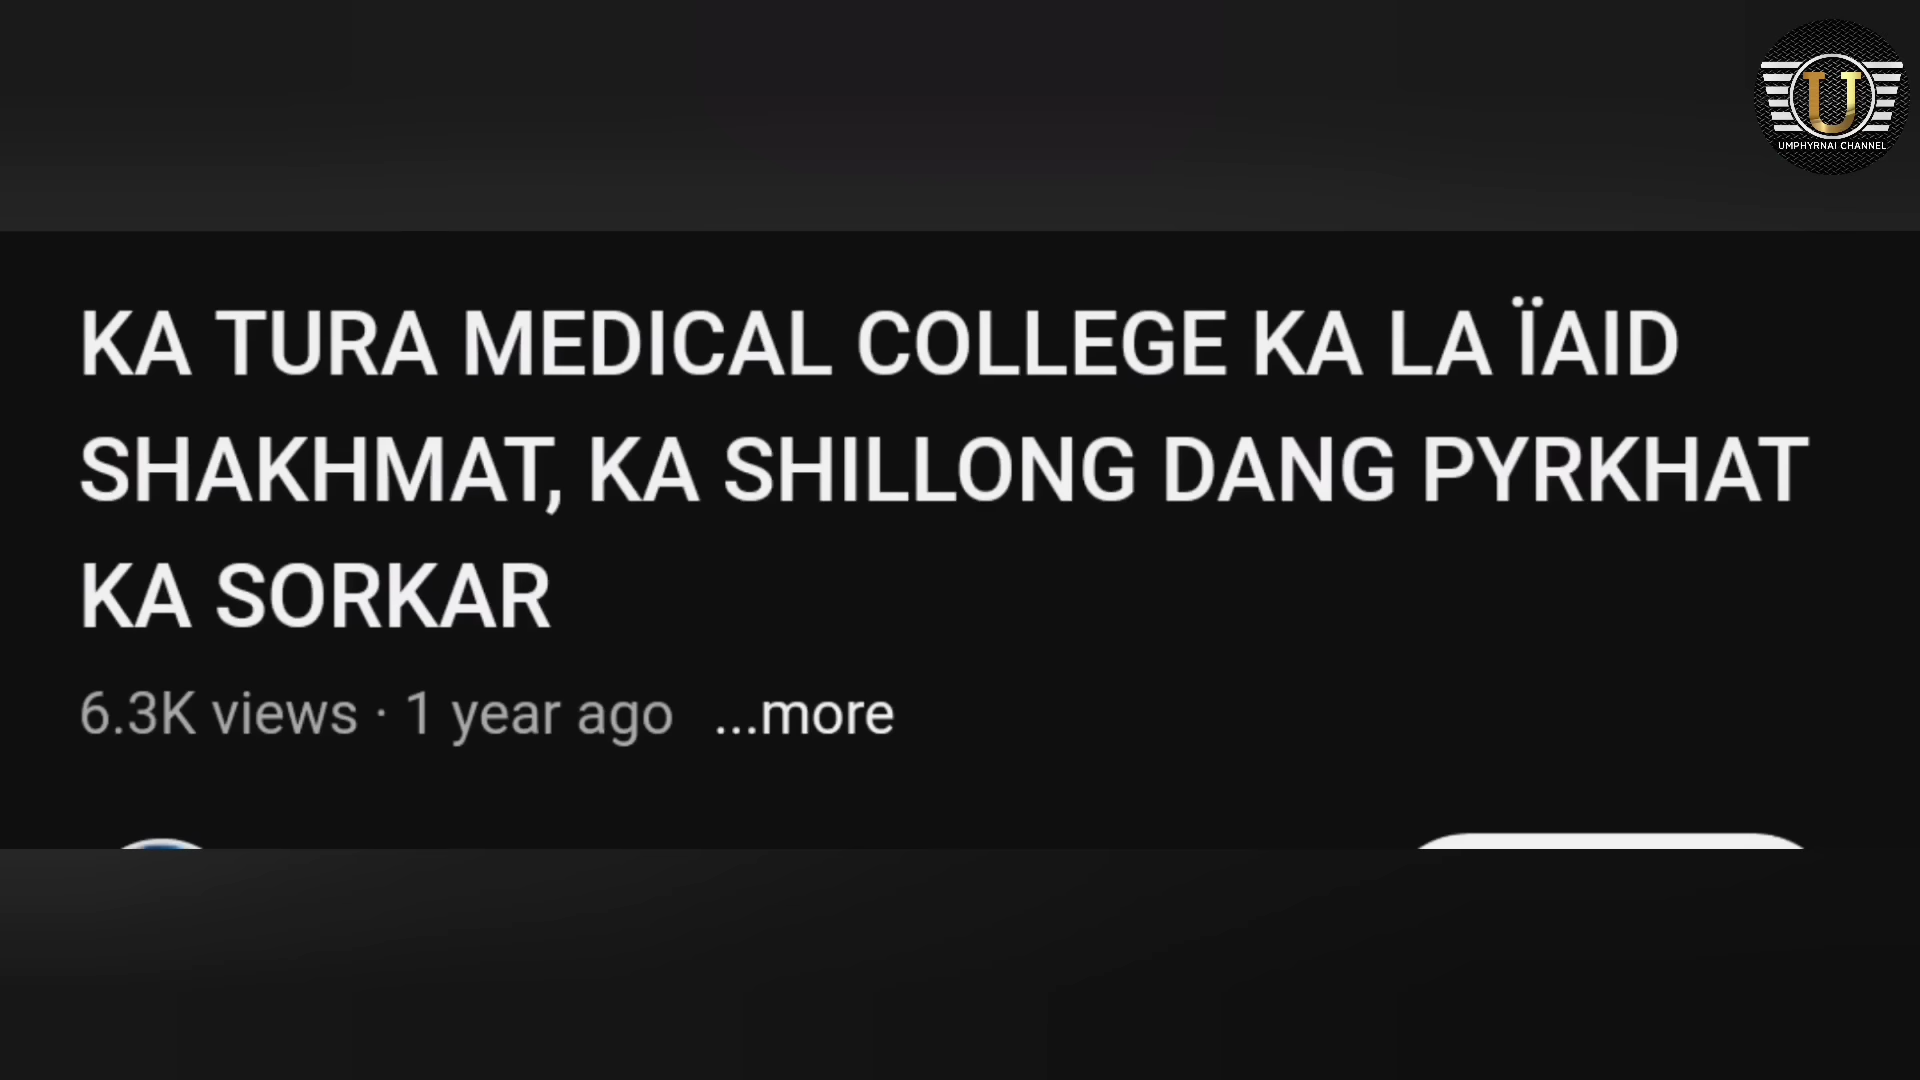 U
UMPHYRNAI CHANNEL
KA TURA MEDICAL COLLEGE KA LA ÏAID
SHAKHMAT, KA SHILLONG DANG PYRKHAT
KA SORKAR
6.3K views · 1 year ago ...more